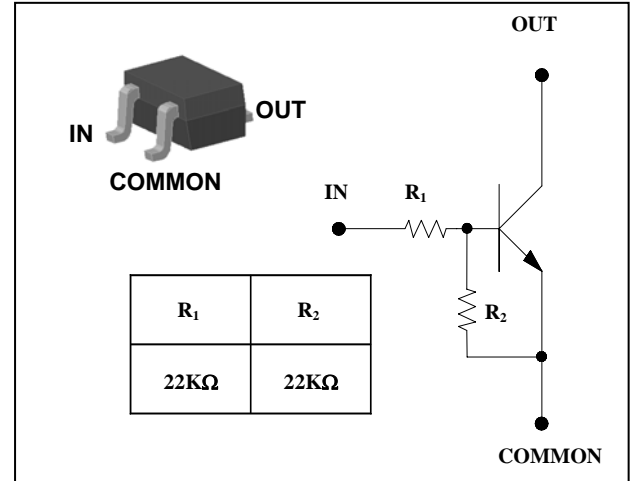 OUT
OUT
IN
COMMON
IN R₁
R₂
R₁ R₂
22KΩ 22KΩ
COMMON